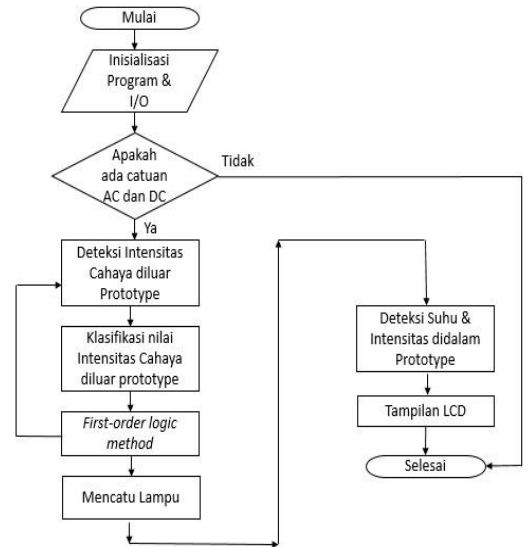 Mulai
Inisialisasi
Program &
I/O
Apakah
ada catuan
AC dan DC
Tidak
Ya
Deteksi Intensitas
Cahaya diluar
Prototype
Klasifikasi nilai
Intensitas Cahaya
diluar prototype
First-order logic
method
Mencatu Lampu
Deteksi Suhu &
Intensitas didalam
Prototype
Tampilan LCD
Selesai